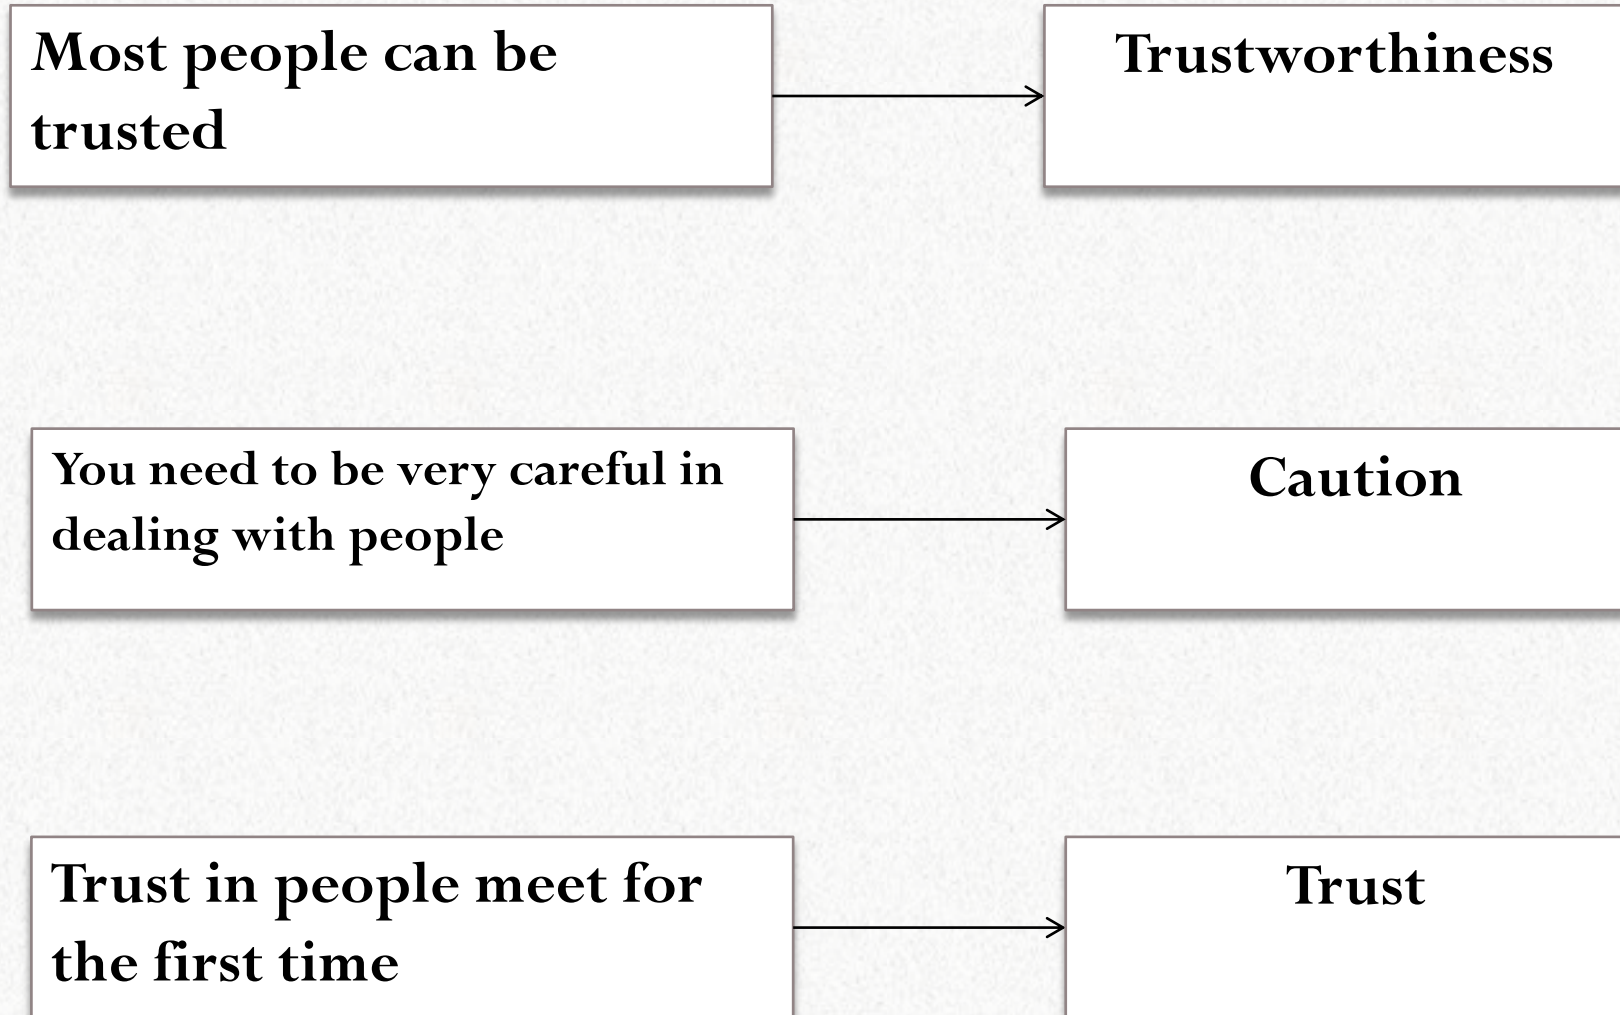 Most people can be
trusted
Trustworthiness
You need to be very careful in
dealing with people
Caution
Trust in people meet for
the first time
Trust